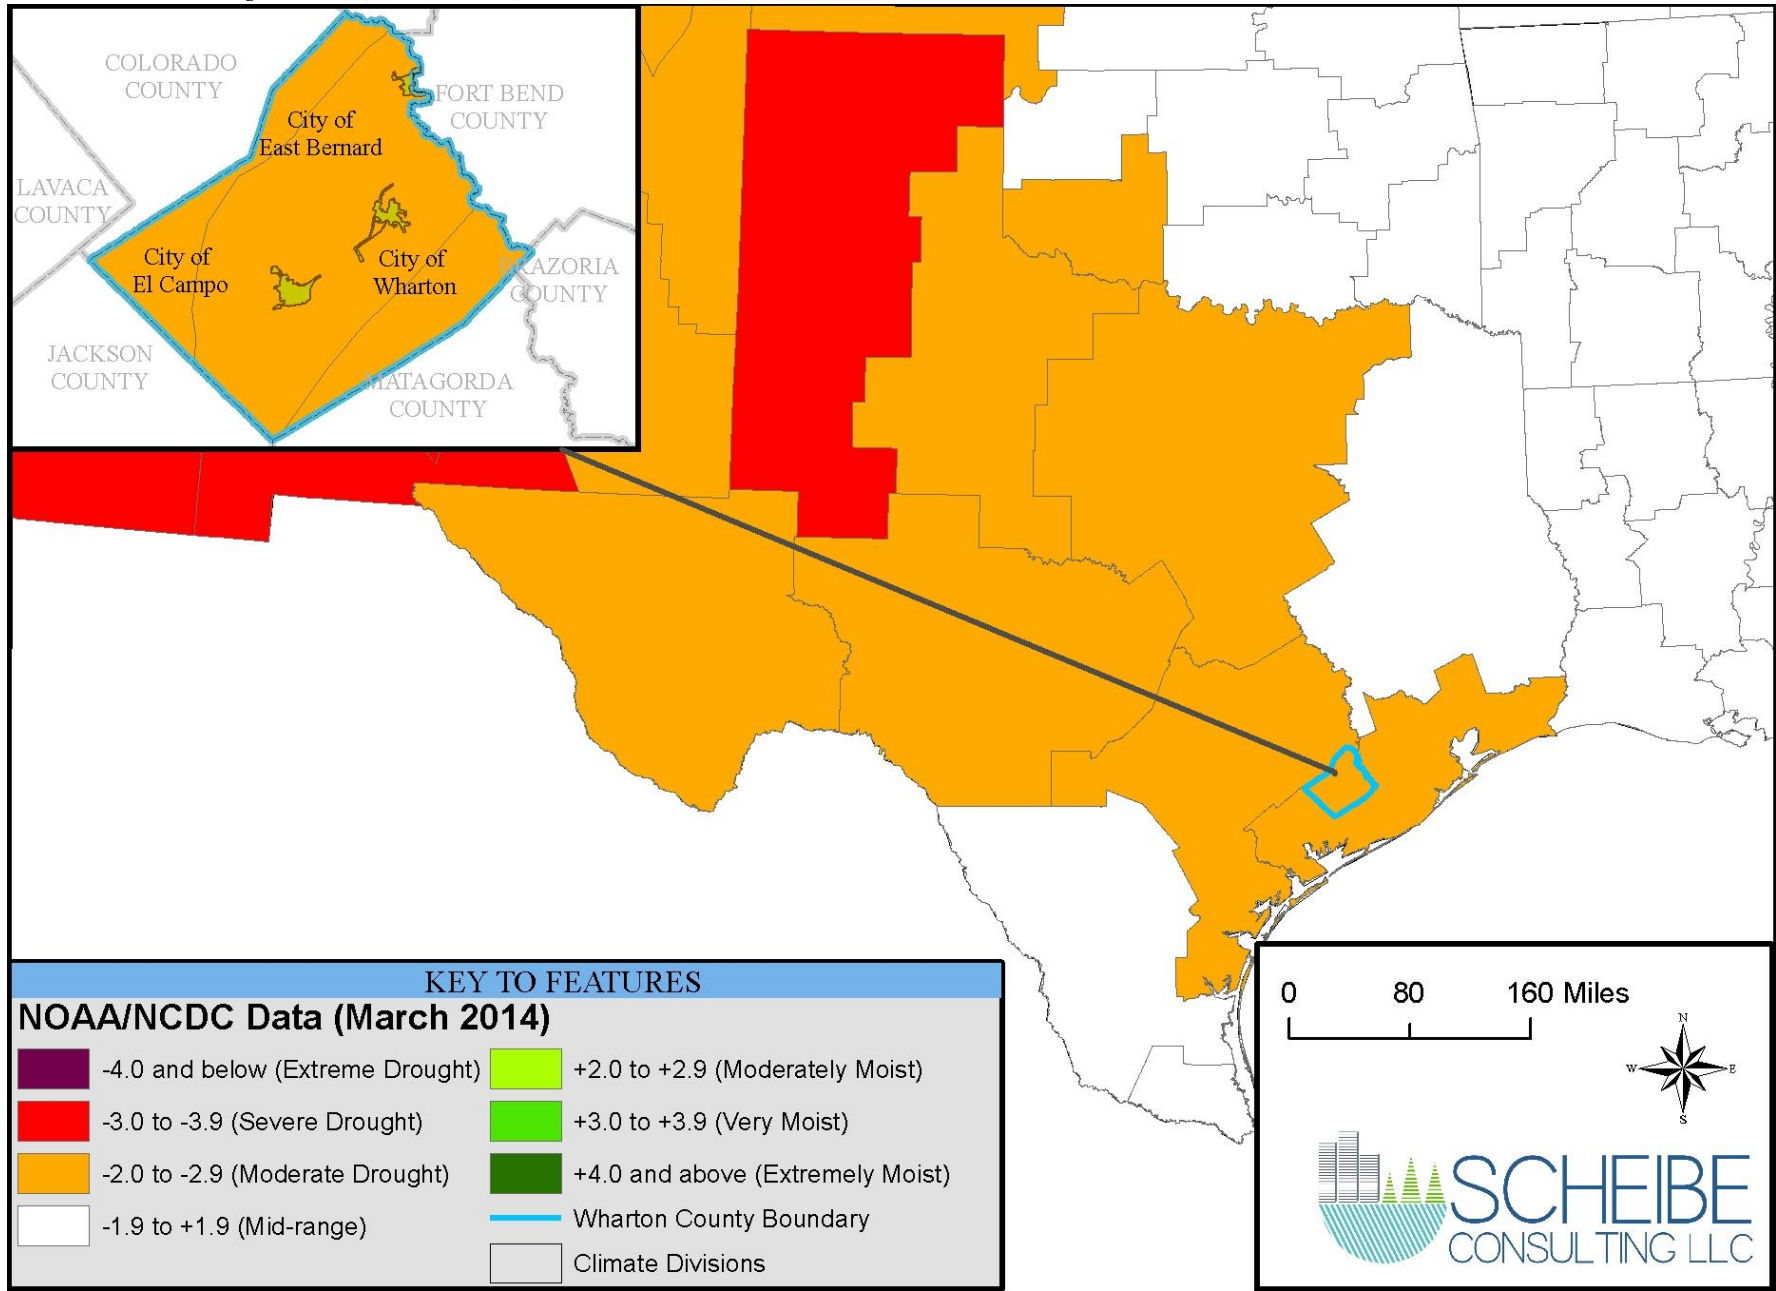 COLORADO
COUNTY
FORT BEND
COUNTY
City of
East Bernard
LAVACA
COUNTY
City of
El Campo
City of
Wharton
BRAZORIA
COUNTY
JACKSON
COUNTY
MATAGORDA
COUNTY
KEY TO FEATURES
NOAA/NCDC Data (March 2014)
-4.0 and below (Extreme Drought)
-3.0 to -3.9 (Severe Drought)
-2.0 to -2.9 (Moderate Drought)
-1.9 to +1.9 (Mid-range)
+2.0 to +2.9 (Moderately Moist)
+3.0 to +3.9 (Very Moist)
+4.0 and above (Extremely Moist)
Wharton County Boundary
Climate Divisions
0 80 160 Miles
N
W E
S
SCHEIBE
CONSULTING LLC